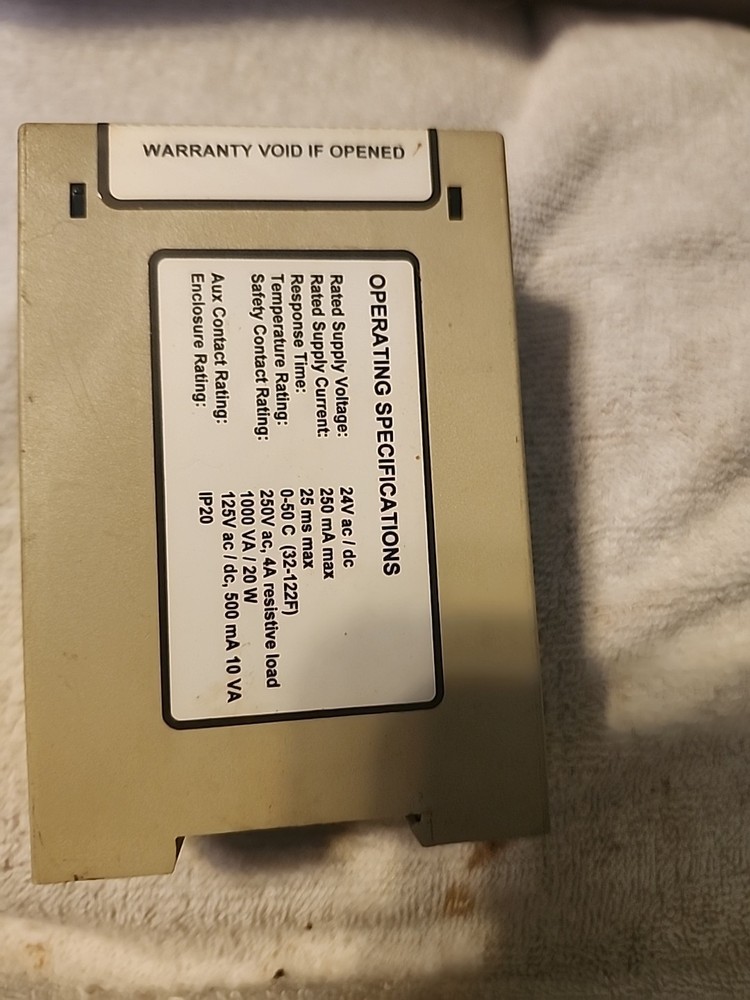 WARRANTY VOID IF OPENED
OPERATING SPECIFICATIONS
Rated Supply Voltage: 24V ac / dc
Rated Supply Current: 250 mA max
Response Time: 25 ms max
Temperature Rating: 0-50 C (32-122F)
Safety Contact Rating: 250V ac, 4A resistive load
1000 VA / 20 W
Aux Contact Rating: 125V ac / dc, 500 mA 10 VA
Enclosure Rating: IP20